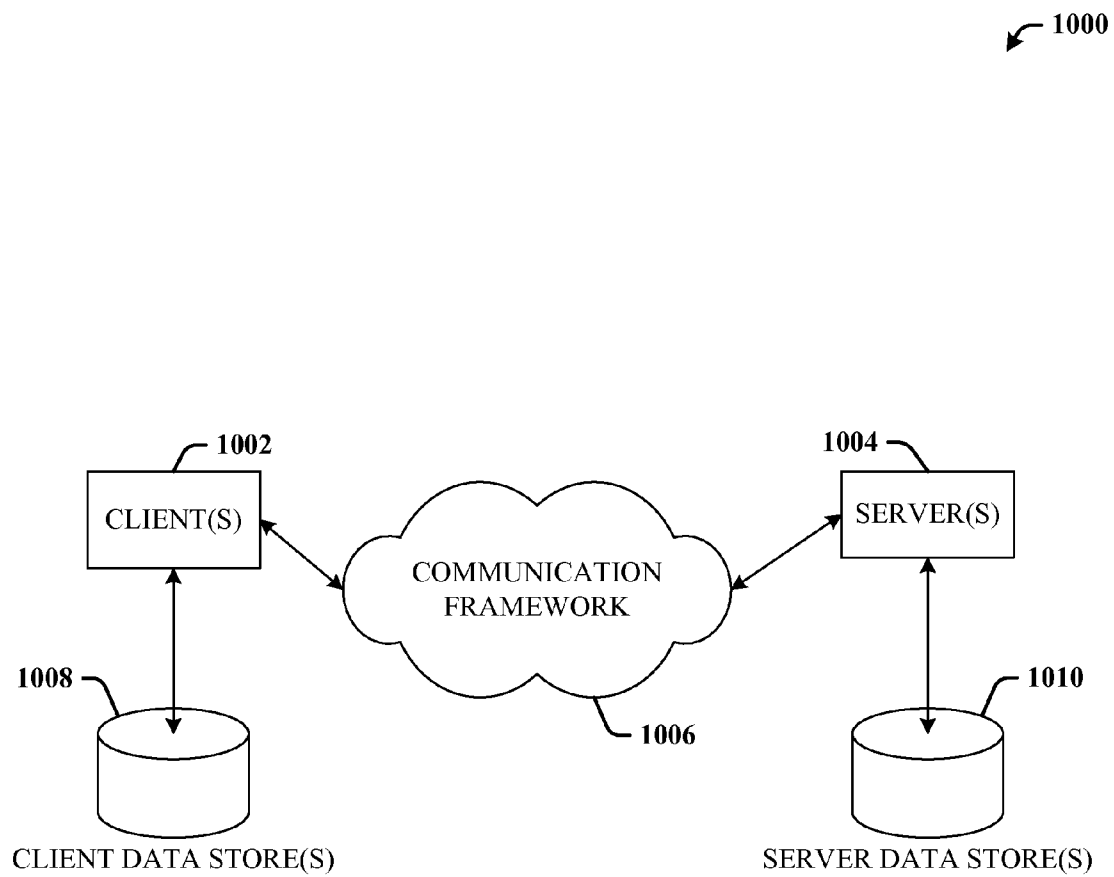 1000
1002
1004
CLIENT(S)
SERVER(S)
COMMUNICATION
FRAMEWORK
1008
1010
1006
CLIENT DATA STORE(S)
SERVER DATA STORE(S)